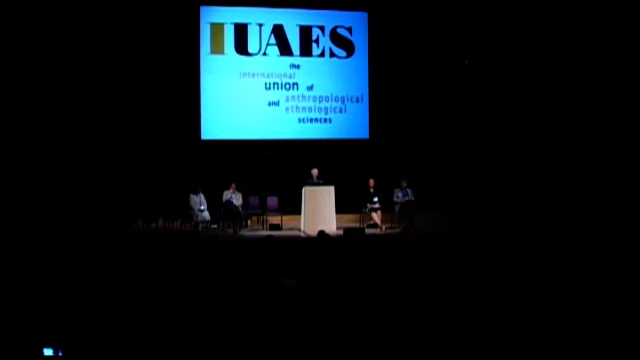 IUAES
the
international
union of
and anthropological
ethnological
sciences